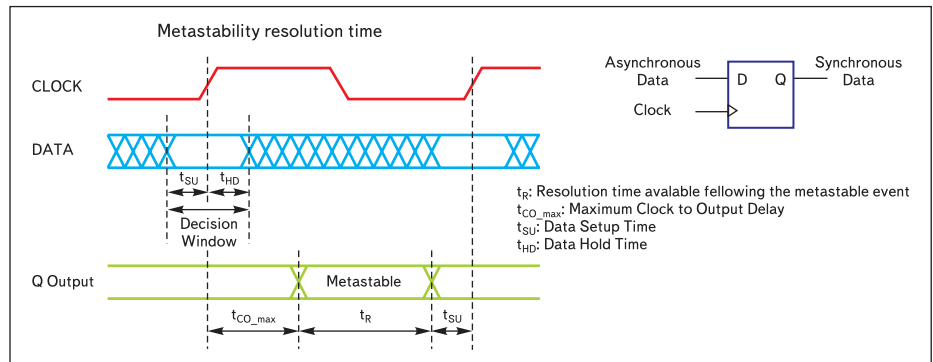 Metastability resolution time
CLOCK
DATA
tSU
tHD
Decision
Window
Q Output
Metastable
tCO_max
tR
tSU
Asynchronous
Data
Clock
D Q
Synchronous
Data
tR: Resolution time avalable fellowing the metastable event
tCO_max: Maximum Clock to Output Delay
tSU: Data Setup Time
tHD: Data Hold Time